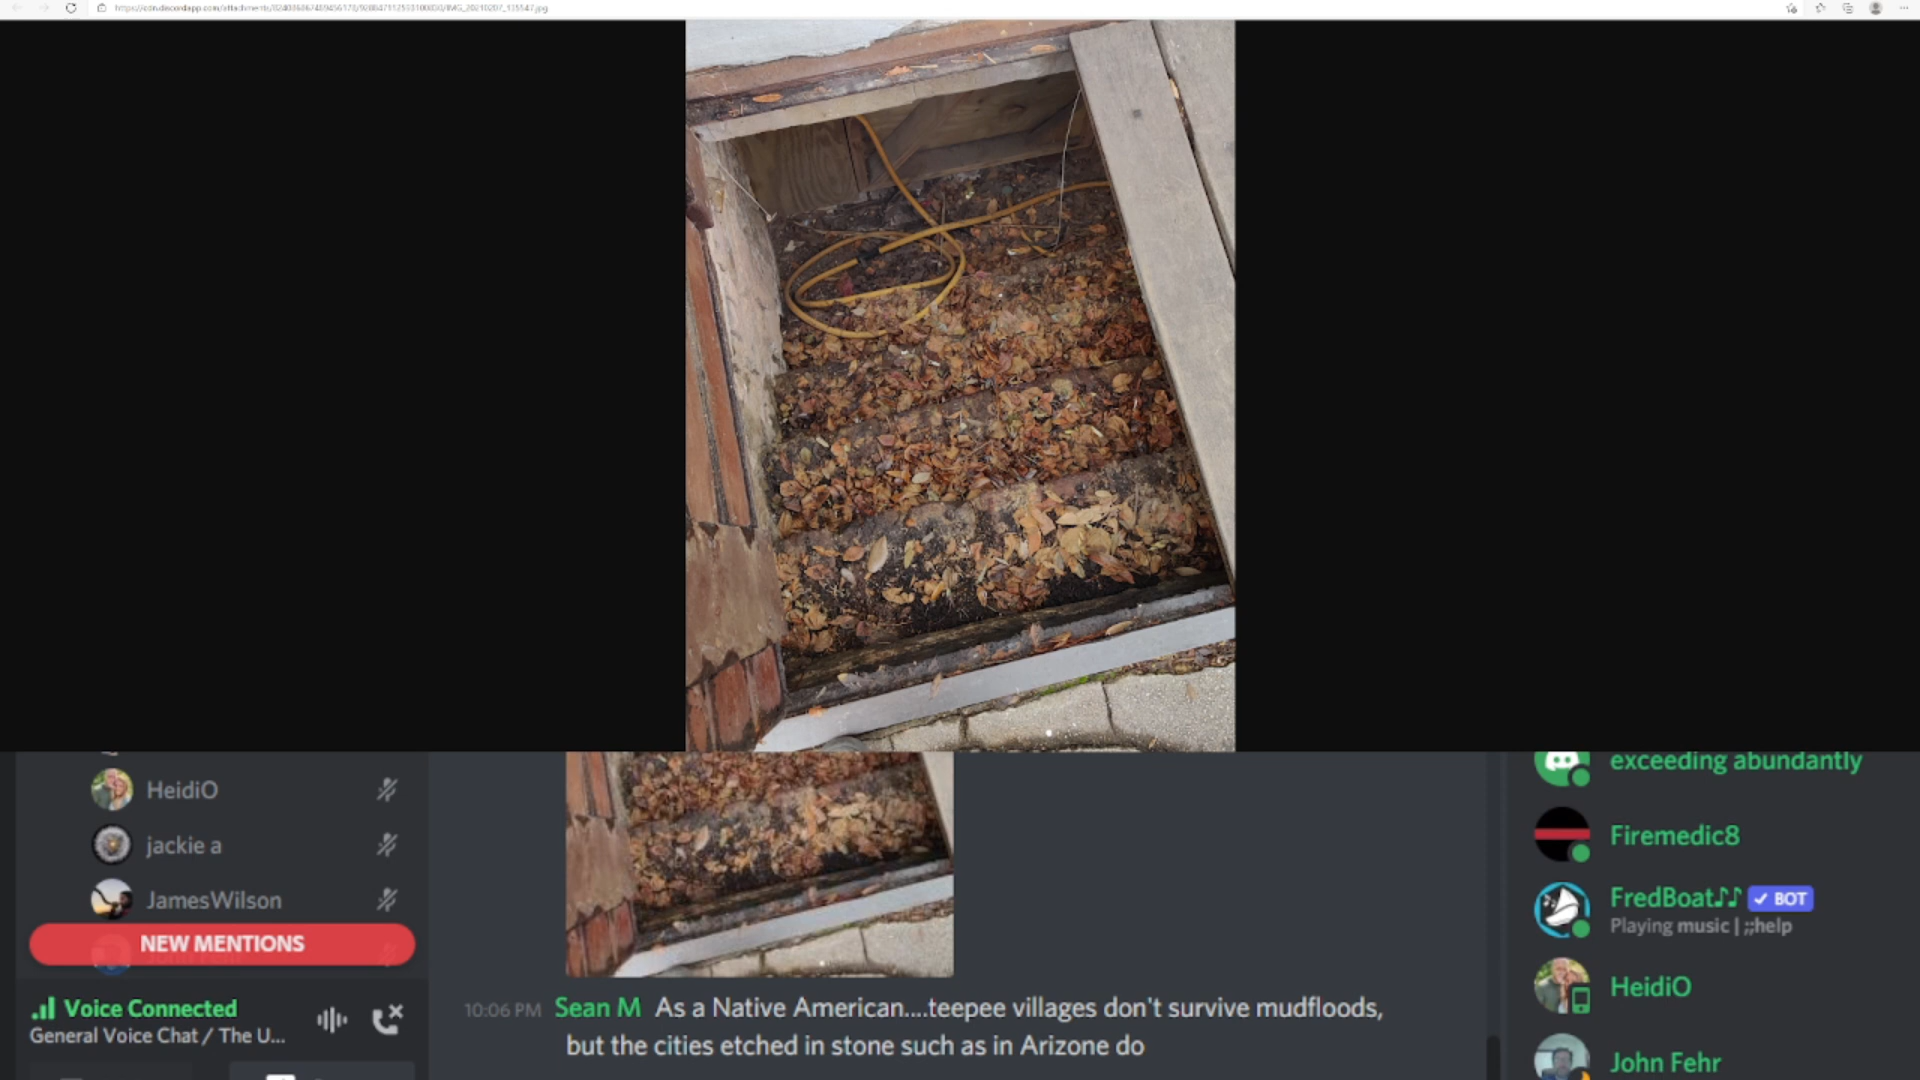 HeidiO
jackie a
JamesWilson
NEW MENTIONS
Voice Connected
General Voice Chat / The U...
10:06 PM Sean M As a Native American....teepee villages don't survive mudfloods,
but the cities etched in stone such as in Arizone do
exceeding abundantly
Firemedic8
FredBoat♪♪ ✓ BOT
Playing music | ;;help
HeidiO
John Fehr